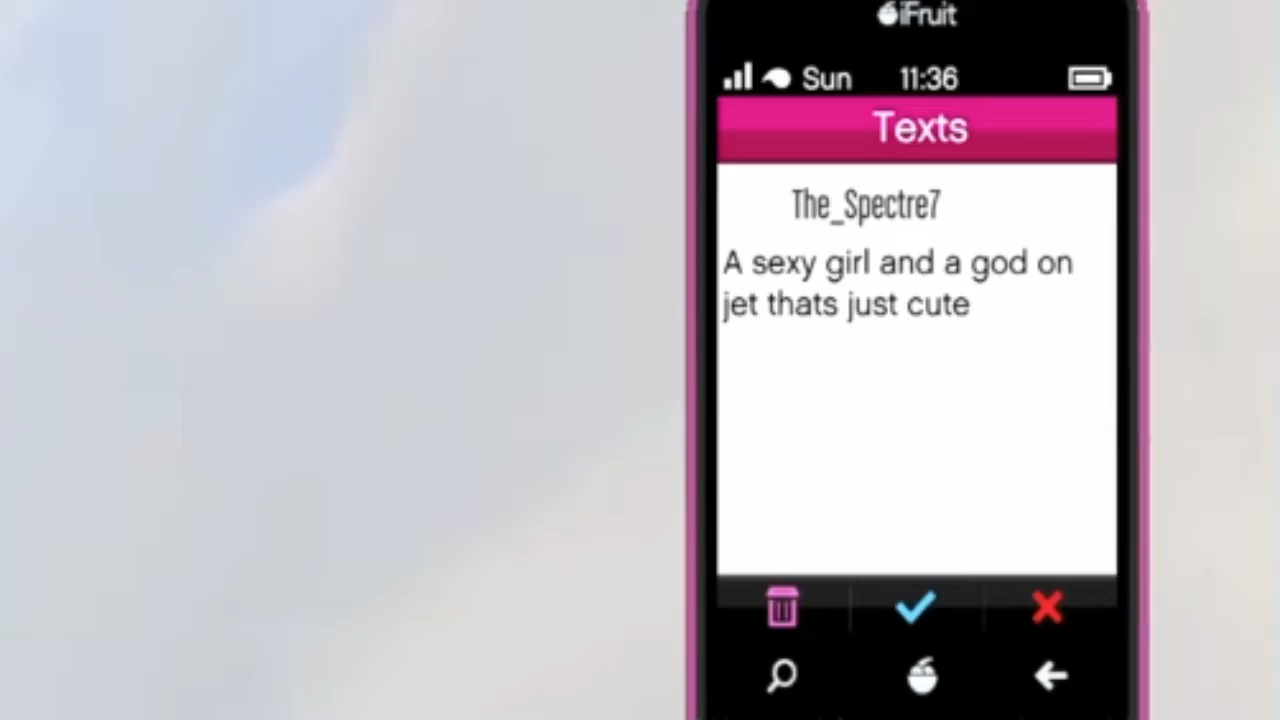 iFruit
Sun 11:36
Texts
The_Spectre7
A sexy girl and a god on
jet thats just cute